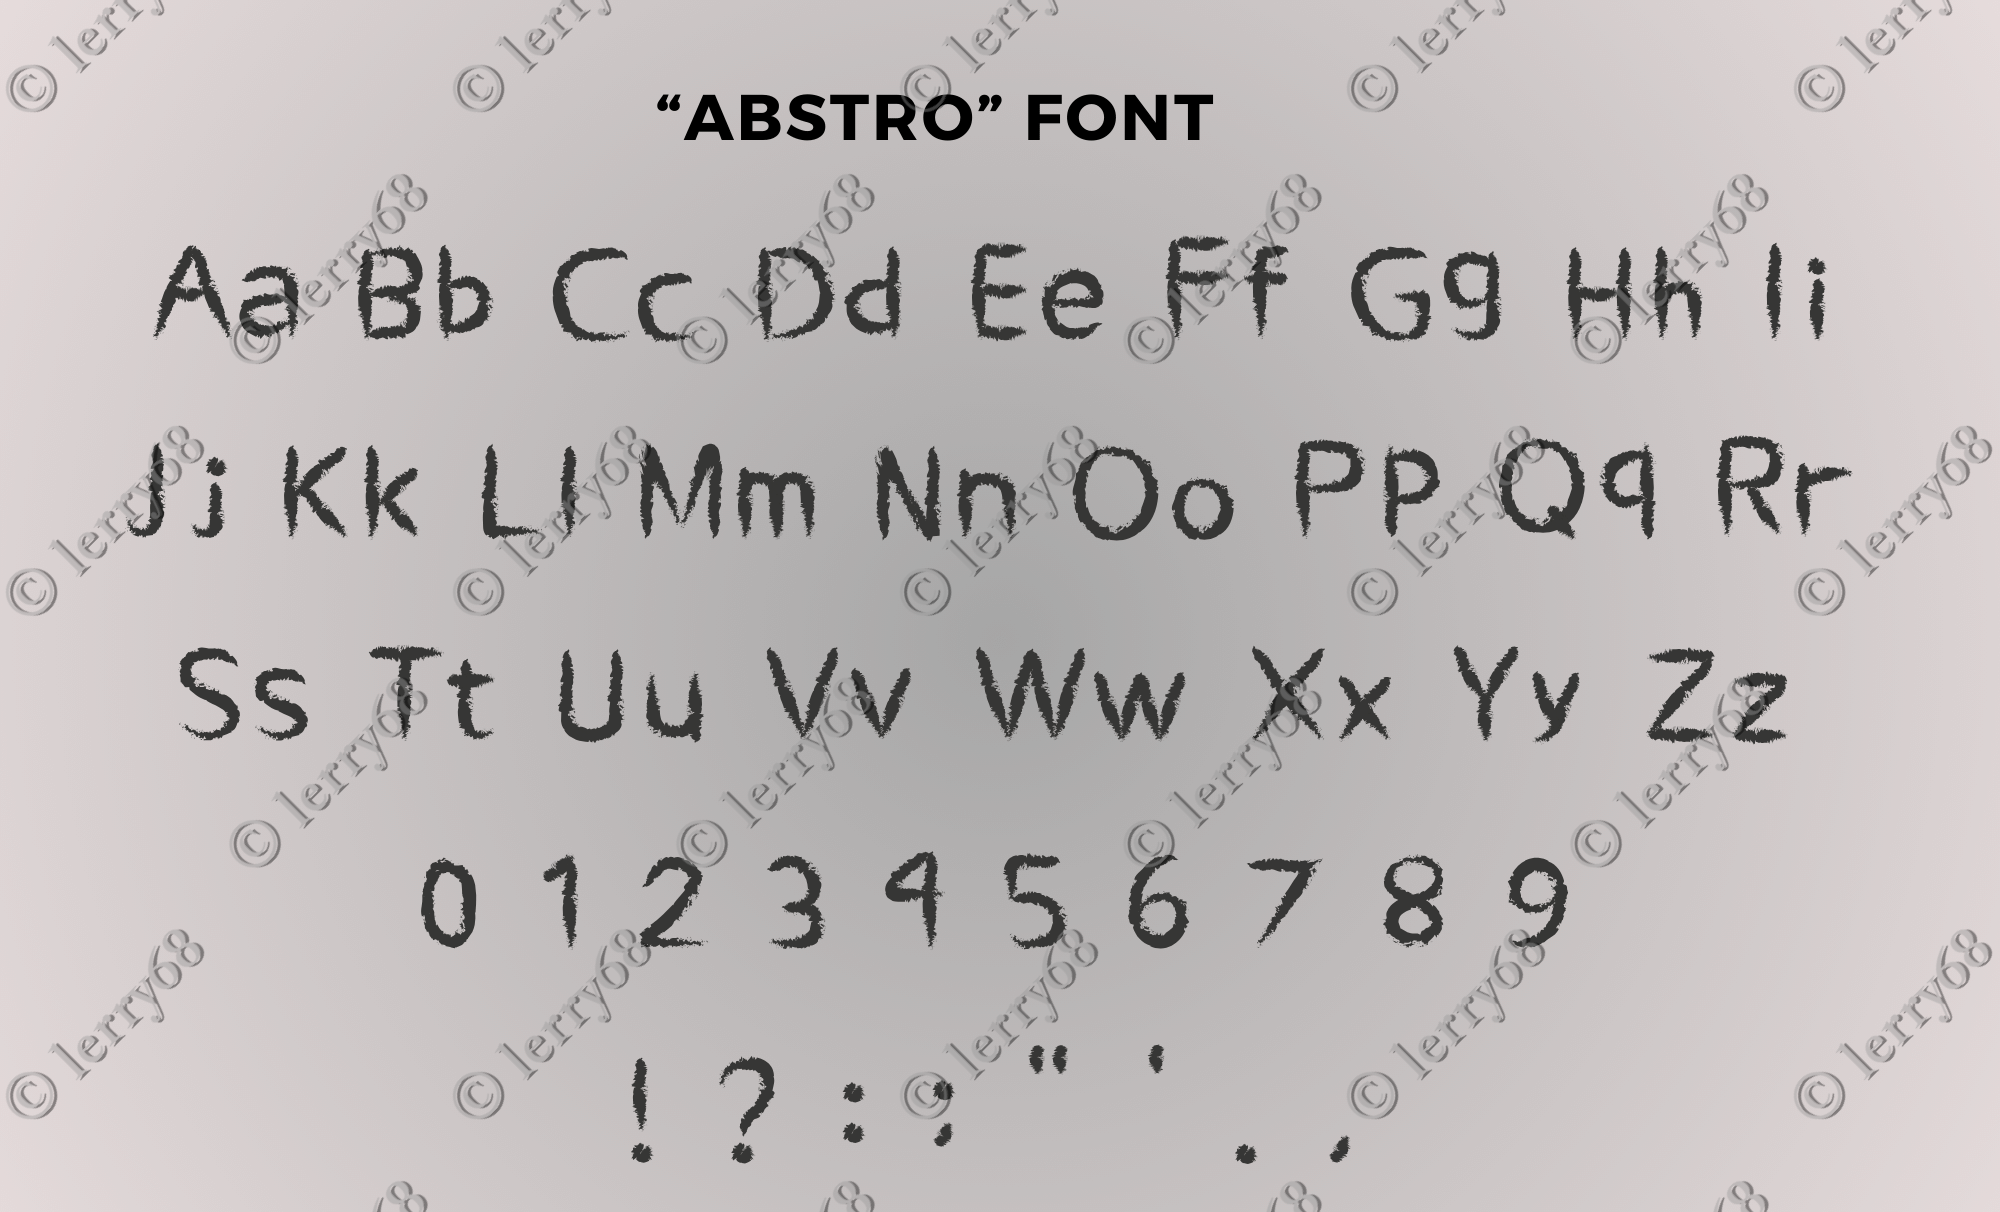 “ABSTRO” FONT
Aa Bb Cc Dd Ee Ff Gg Hh Ii
Jj Kk Ll Mm Nn Oo Pp Qq Rr
Ss Tt Uu Vv Ww Xx Yy Zz
0 1 2 3 4 5 6 7 8 9
! ? : ; " ' . ,
© lerry68